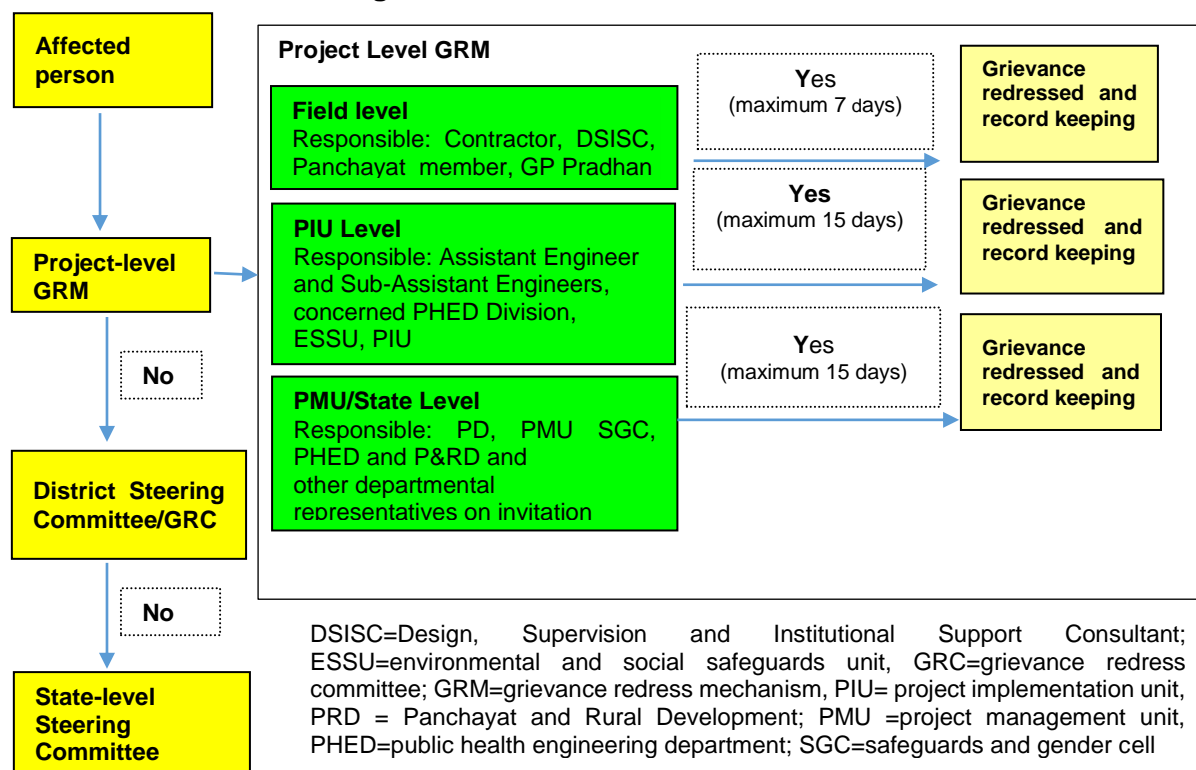 Affected
person
Project-level
GRM
No
District Steering
Committee/GRC
No
State-level
Steering
Committee
Project Level GRM
Field level
Responsible: Contractor, DSISC,
Panchayat member, GP Pradhan
Yes
(maximum 7 days)
Grievance
redressed and
record keeping
PIU Level
Responsible: Assistant Engineer
and Sub-Assistant Engineers,
concerned PHED Division,
ESSU, PIU
Yes
(maximum 15 days)
Grievance
redressed and
record keeping
PMU/State Level
Responsible: PD, PMU SGC,
PHED and P&RD and
other departmental
representatives on invitation
Yes
(maximum 15 days)
Grievance
redressed and
record keeping
DSISC=Design, Supervision and Institutional Support Consultant;
ESSU=environmental and social safeguards unit, GRC=grievance redress
committee; GRM=grievance redress mechanism, PIU= project implementation unit,
PRD = Panchayat and Rural Development; PMU =project management unit,
PHED=public health engineering department; SGC=safeguards and gender cell